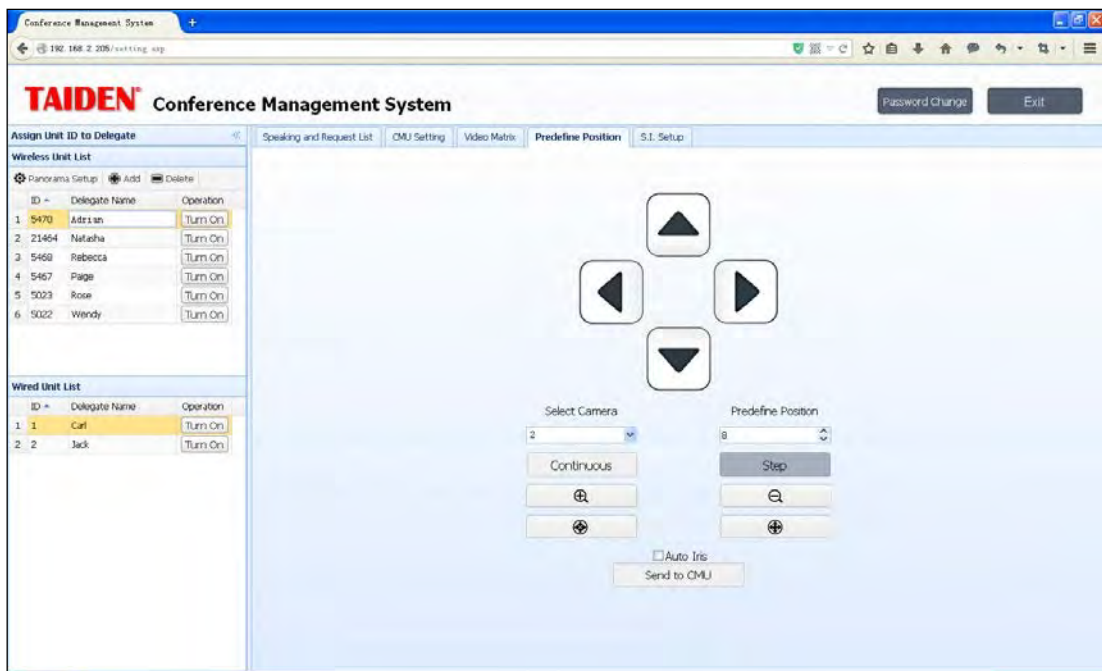 Conference Management System
192.168.2.205/setting.asp
TAIDEN® Conference Management System
Password Change
Exit
Assign Unit ID to Delegate
Speaking and Request List
CMU Setting
Video Matrix
Predefine Position
S.I. Setup
Wireless Unit List
Panorama Setup Add Delete
ID Delegate Name Operation
1 5470 Adrian Turn On
2 21464 Natasha Turn On
3 5468 Rebecca Turn On
4 5467 Paige Turn On
5 5023 Rose Turn On
6 5022 Wendy Turn On
Wired Unit List
ID Delegate Name Operation
1 1 Carl Turn On
2 2 Jack Turn On
Select Camera Predefine Position
2 8
Continuous Step
Auto Iris
Send to CMU